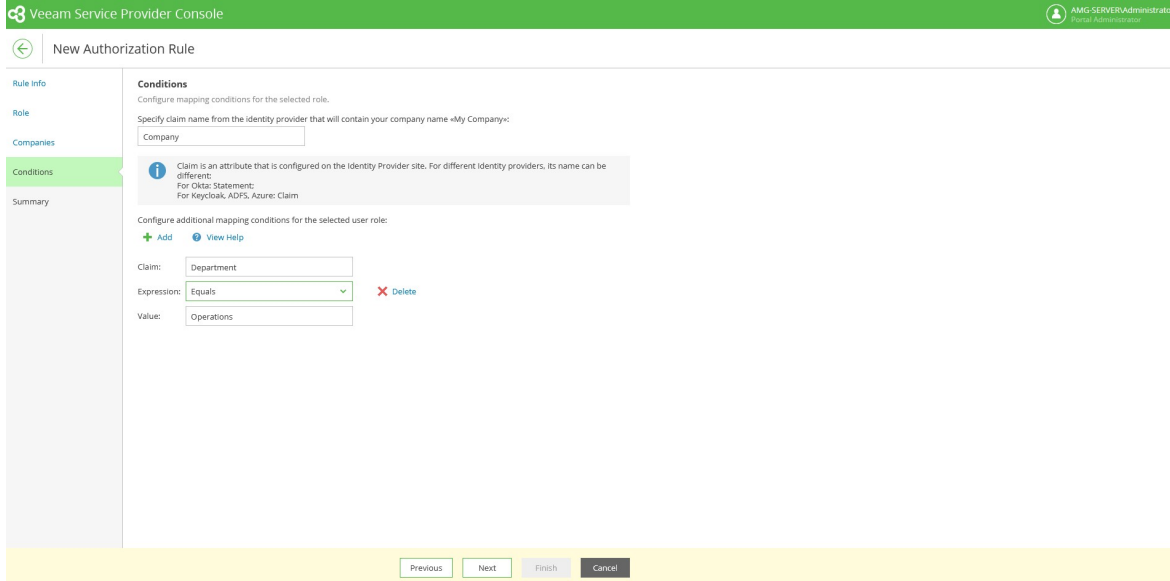 Veeam Service Provider Console
AMG-SERVER\Administrato
Portal Administrator
New Authorization Rule
Rule Info
Role
Companies
Conditions
Summary
Conditions
Configure mapping conditions for the selected role.
Specify claim name from the identity provider that will contain your company name «My Company»:
Company
Claim is an attribute that is configured on the Identity Provider site. For different identity providers, its name can be
different:
For Okta: Statement;
For Keycloak, ADFS, Azure: Claim
Configure additional mapping conditions for the selected user role:
Add View Help
Claim: Department
Expression: Equals Delete
Value: Operations
Previous Next Finish Cancel